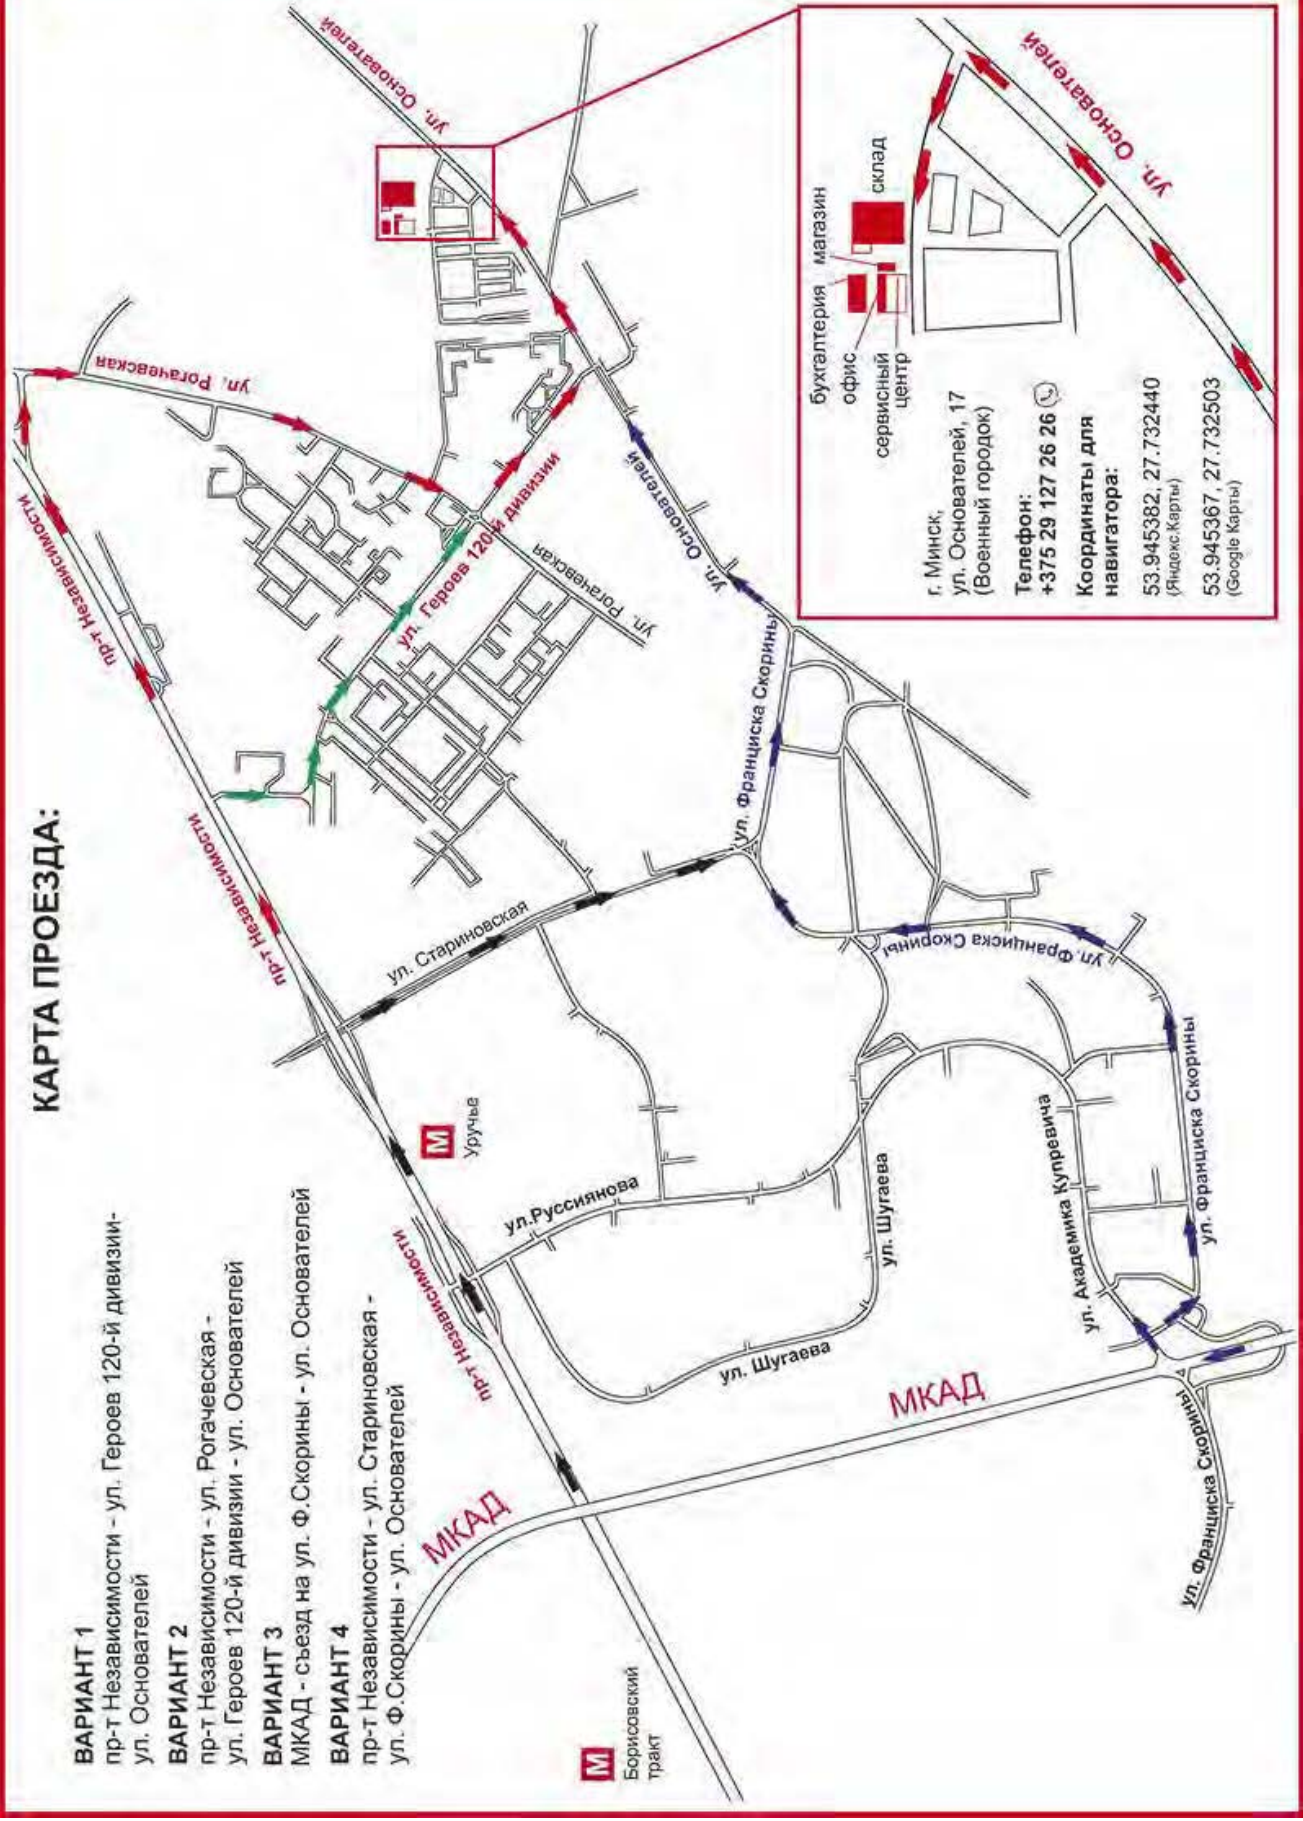 КАРТА ПРОЕЗДА:
ВАРИАНТ 1
пр-т Независимости - ул. Героев 120-й дивизии-
ул. Основателей
ВАРИАНТ 2
пр-т Независимости - ул. Рогачевская -
ул. Героев 120-й дивизии - ул. Основателей
ВАРИАНТ 3
МКАД - съезд на ул. Ф.Скорины - ул. Основателей
ВАРИАНТ 4
пр-т Независимости - ул. Стариновская -
ул. Ф.Скорины - ул. Основателей
М
Борисовский
тракт
МКАД
МКАД
пр-т Независимости
М
Уручье
пр-т Независимости
пр-т Независимости
ул. Рогачевская
ул. Героев 120-й дивизии
ул. Рогачевская
ул. Основателей
ул. Основателей
ул. Стариновская
ул. Франциска Скорины
ул.Франциска Скорины
ул. Франциска Скорины
ул. Франциска Скорины
ул.Руссиянова
ул. Шугаева
ул. Шугаева
ул. Академика Купревича
бухгалтерия
магазин
офис
склад
сервисный
центр
ул. Основателей
г. Минск,
ул. Основателей, 17
(Военный городок)
Телефон:
+375 29 127 26 26
Координаты для
навигатора:
53.945382, 27.732440
(Яндекс.Карты)
53.945367, 27.732503
(Google Карты)